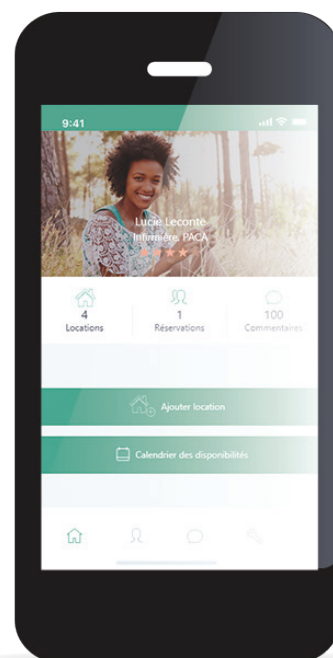 9:41
Lucie Leconte
Infirmière, PACA
4
Locations
1
Réservations
100
Commentaires
Ajouter location
Calendrier des disponibilités